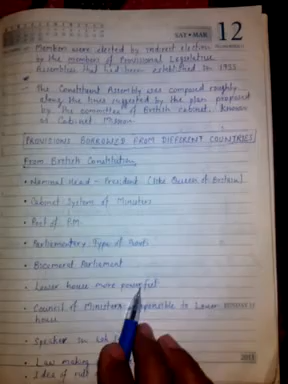 SAT • MAR 12
- Members were elected by indirect election
by the members of Provisional Legislative
Assemblies that had been established in 1935
- The Constituent Assembly was composed roughly
along the lines suggested by the plan proposed
by the committee of British cabinet, known
as Cabinet Mission
PROVISIONS BORROWED FROM DIFFERENT COUNTRIES
From British Constitution
• Nominal Head - President (like Queen of Britain)
• Cabinet System of Ministers
• Post of P.M.
• Parliamentary Type of Govt.
• Bicameral Parliament
• Lower house more powerful
• Council of Ministers responsible to Lower
house
• Speaker in Lok
• Law making
• Idea of rule
2011